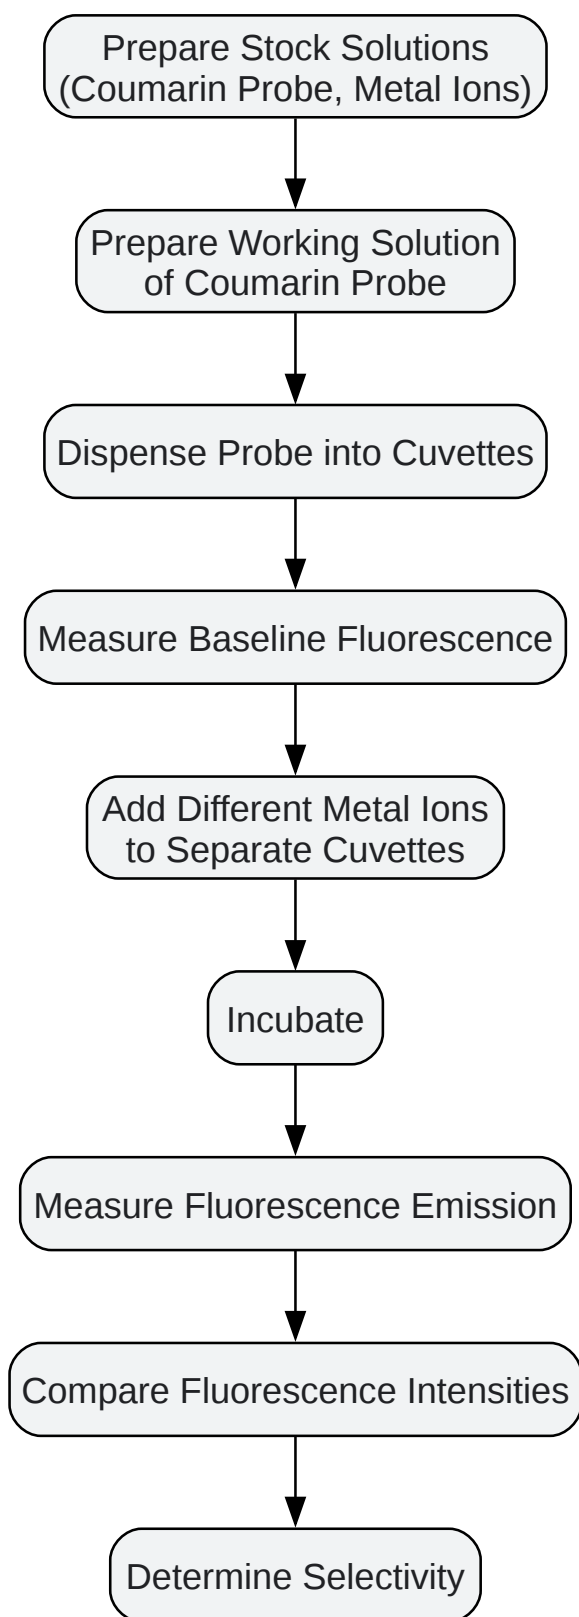 Prepare Stock Solutions
(Coumarin Probe, Metal Ions)
Prepare Working Solution
of Coumarin Probe
Dispense Probe into Cuvettes
Measure Baseline Fluorescence
Add Different Metal Ions
to Separate Cuvettes
Incubate
Measure Fluorescence Emission
Compare Fluorescence Intensities
Determine Selectivity